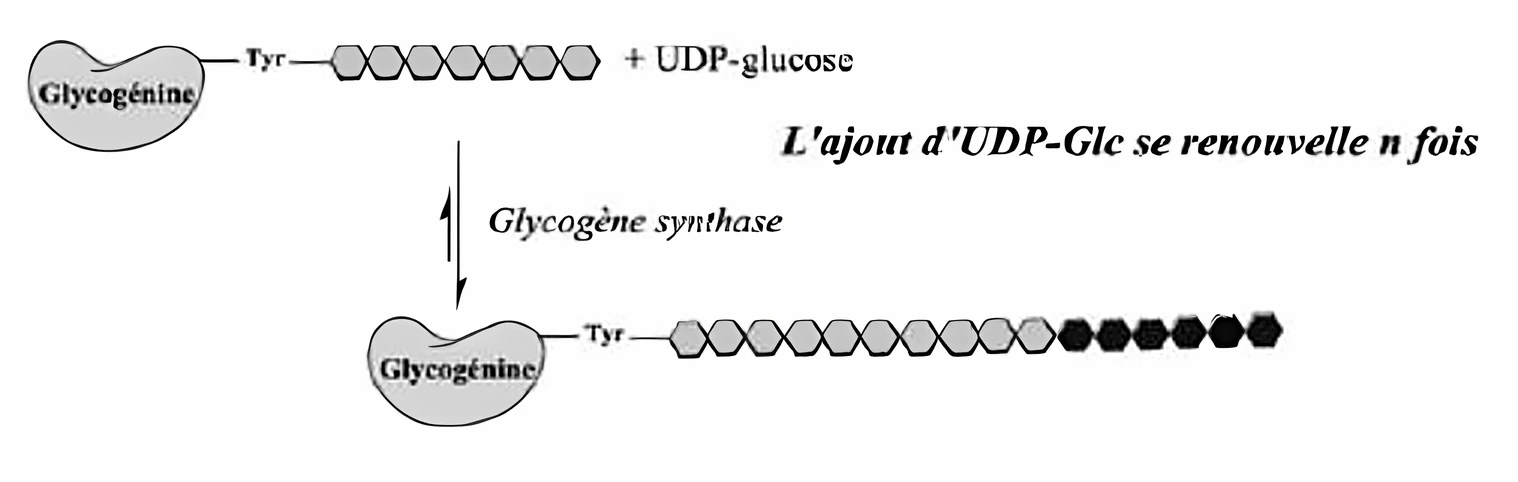 Glycogénine Tyr + UDP-glucose
L'ajout d'UDP-Glc se renouvelle n fois
Glycogène synthase
Glycogénine Tyr